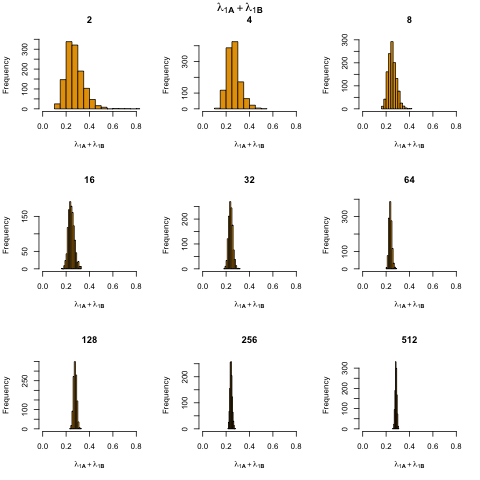 λ1A + λ1B
2 4 8
Frequency 0 100 200 300 Frequency 0 100 300 Frequency 0 100 200 300
0.0 0.2 0.4 0.6 0.8 0.0 0.2 0.4 0.6 0.8 0.0 0.2 0.4 0.6 0.8
λ1A + λ1B λ1A + λ1B λ1A + λ1B
16 32 64
Frequency 0 50 150 Frequency 0 100 200 Frequency 0 100 300
0.0 0.2 0.4 0.6 0.8 0.0 0.2 0.4 0.6 0.8 0.0 0.2 0.4 0.6 0.8
λ1A + λ1B λ1A + λ1B λ1A + λ1B
128 256 512
Frequency 0 100 250 Frequency 0 100 200 Frequency 0 100 200 300
0.0 0.2 0.4 0.6 0.8 0.0 0.2 0.4 0.6 0.8 0.0 0.2 0.4 0.6 0.8
λ1A + λ1B λ1A + λ1B λ1A + λ1B